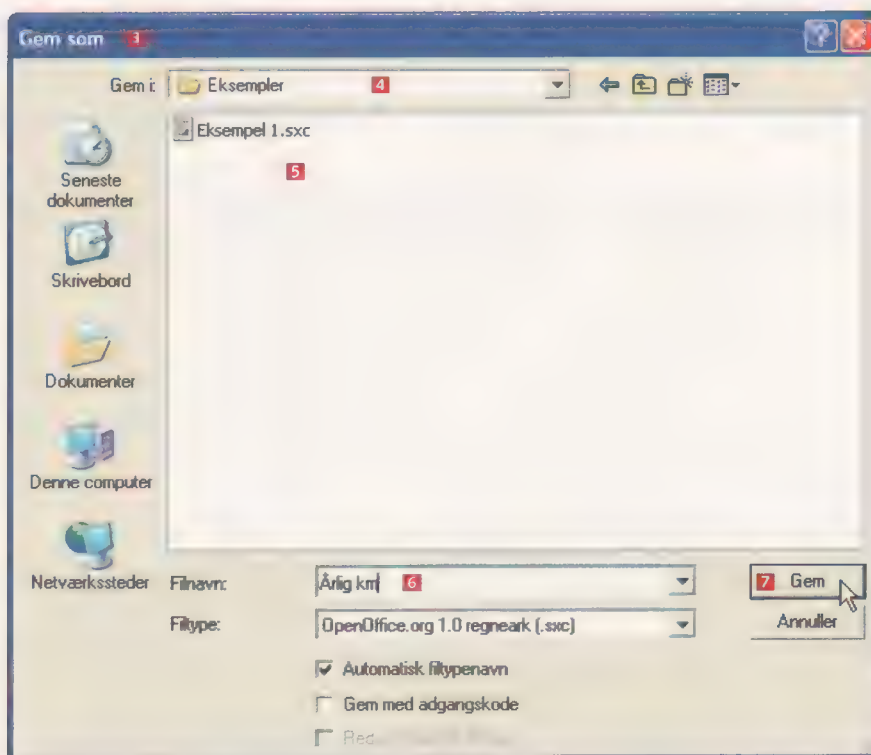 Gem som 3
Gem i: Eksempler 4
Eksempel 1.sxc
5
Seneste
dokumenter
Skrivebord
Dokumenter
Denne computer
Netværkssteder
Filnavn: Årlig km 6
7 Gem
Filtype: OpenOffice.org 1.0 regneark (.sxc)
Annuller
Automatisk filtypenavn
Gem med adgangskode